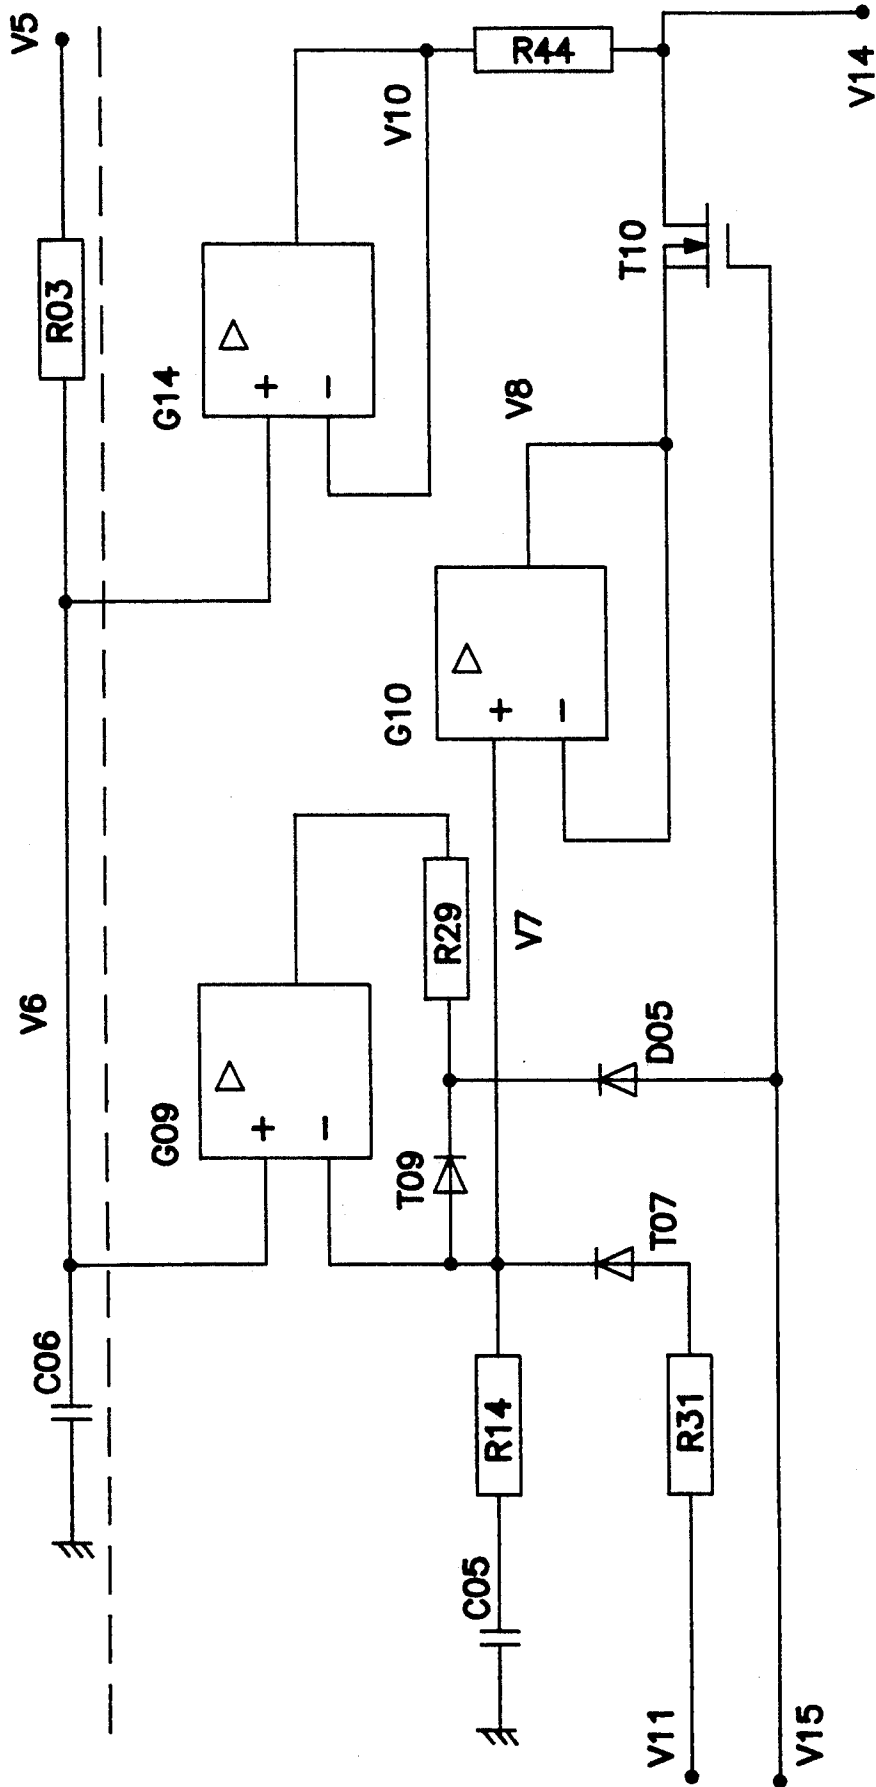 V5
R03
V6
C06
G14
+
−
V10
R44
V14
T10
V8
G10
+
−
G09
+
−
R29
V7
T09
D05
T07
R14
C05
R31
V11
V15